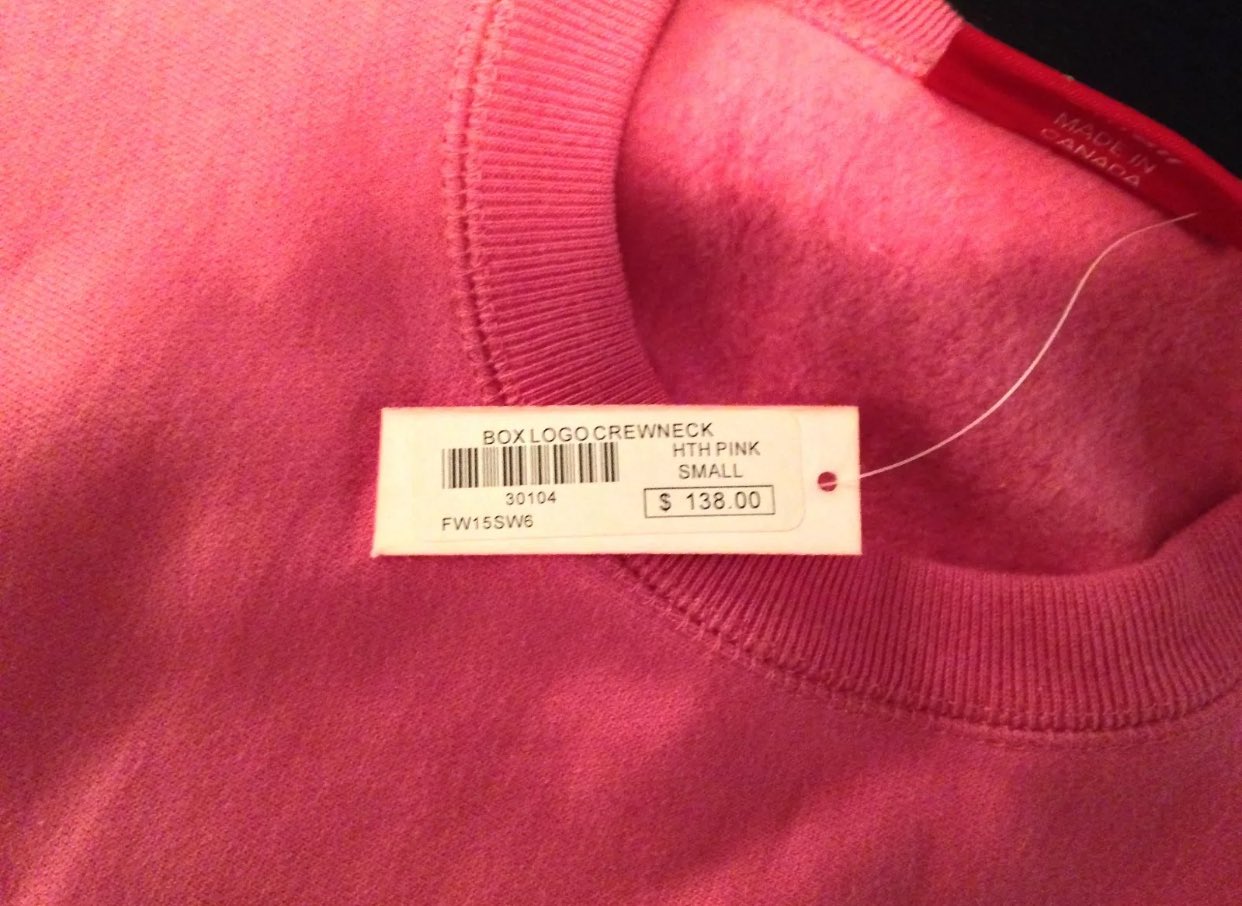 MADE IN
CANADA
BOX LOGO CREWNECK
HTH PINK
SMALL
30104
$ 138.00
FW15SW6